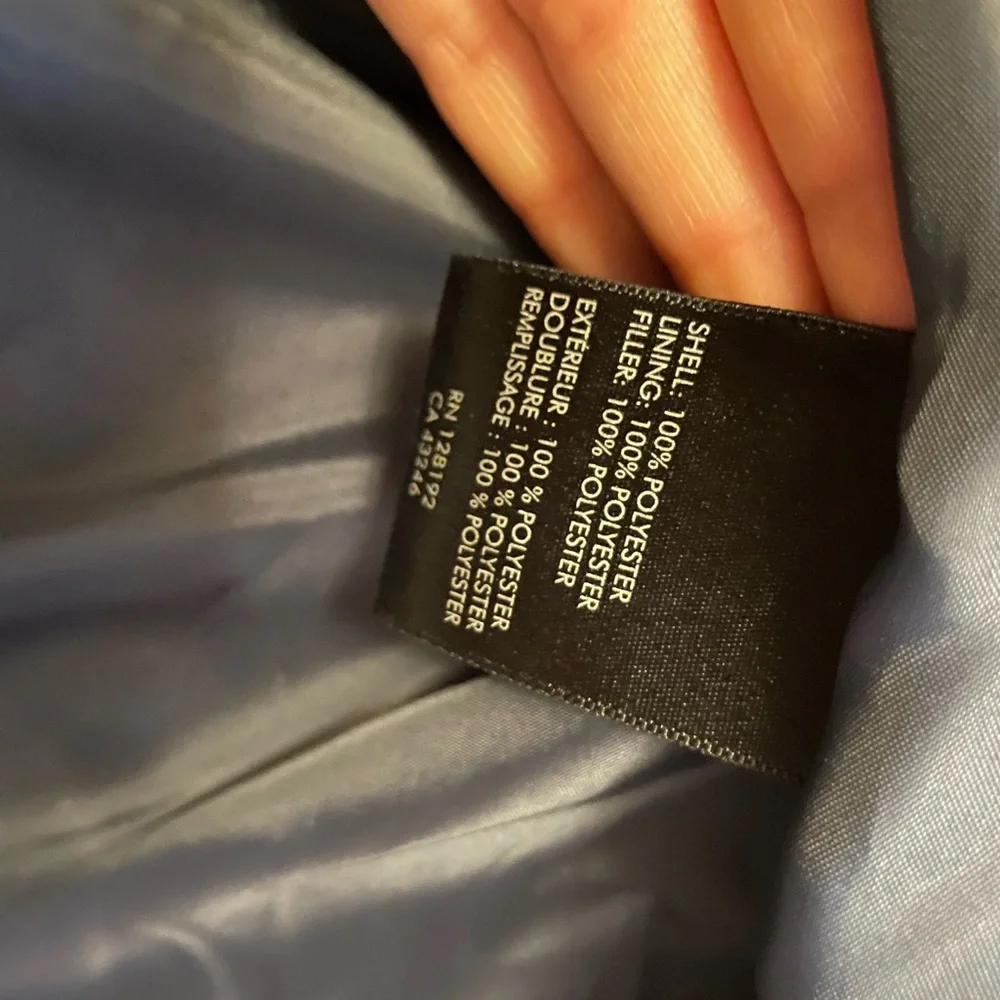 SHELL: 100% POLYESTER
LINING: 100% POLYESTER
FILLER: 100% POLYESTER
EXTERIEUR : 100 % POLYESTER
DOUBLURE : 100 % POLYESTER
REMPLISSAGE : 100 % POLYESTER
RN 128192
CA 43246